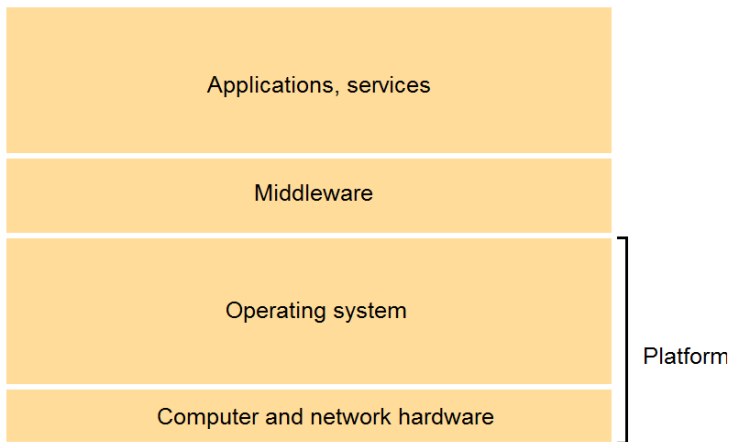 Applications, services
Middleware
Operating system
Platform
Computer and network hardware